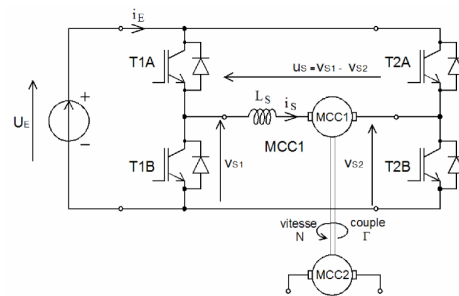 iE
T1A
T2A
uS = vS1 - vS2
LS
iS
UE
+
−
MCC1
MCC1
T1B
T2B
vS1
vS2
vitesse
N
couple
Γ
MCC2